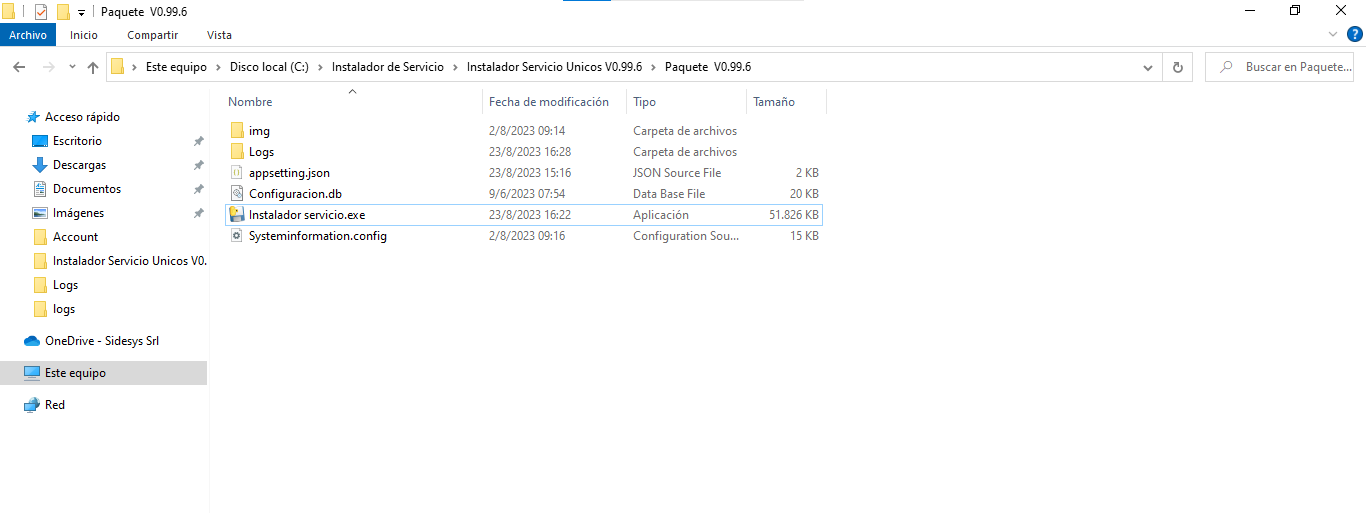 Paquete V0.99.6
Archivo Inicio Compartir Vista
Este equipo Disco local (C:) Instalador de Servicio Instalador Servicio Unicos V0.99.6 Paquete V0.99.6 Buscar en Paquete...
Nombre Fecha de modificación Tipo Tamaño
Acceso rápido
Escritorio
Descargas
Documentos
Imágenes
Account
Instalador Servicio Unicos V0.
Logs
logs
OneDrive - Sidesys Srl
Este equipo
Red
img 2/8/2023 09:14 Carpeta de archivos
Logs 23/8/2023 16:28 Carpeta de archivos
appsetting.json 23/8/2023 15:16 JSON Source File 2 KB
Configuracion.db 9/6/2023 07:54 Data Base File 20 KB
Instalador servicio.exe 23/8/2023 16:22 Aplicación 51.826 KB
Systeminformation.config 2/8/2023 09:16 Configuration Sou... 15 KB